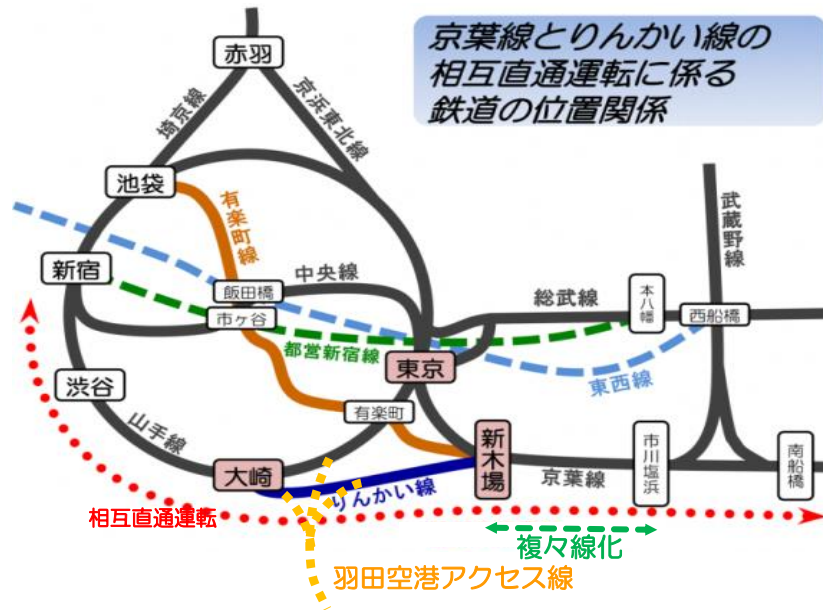 京葉線とりんかい線の
相互直通運転に係る
鉄道の位置関係
赤羽
埼京線
京浜東北線
池袋
有楽町線
武蔵野線
新宿
飯田橋
中央線
市ヶ谷
総武線
本八幡
西船橋
都営新宿線
東京
東西線
渋谷
有楽町
山手線
大崎
新木場
りんかい線
京葉線
市川塩浜
南船橋
相互直通運転
複々線化
羽田空港アクセス線